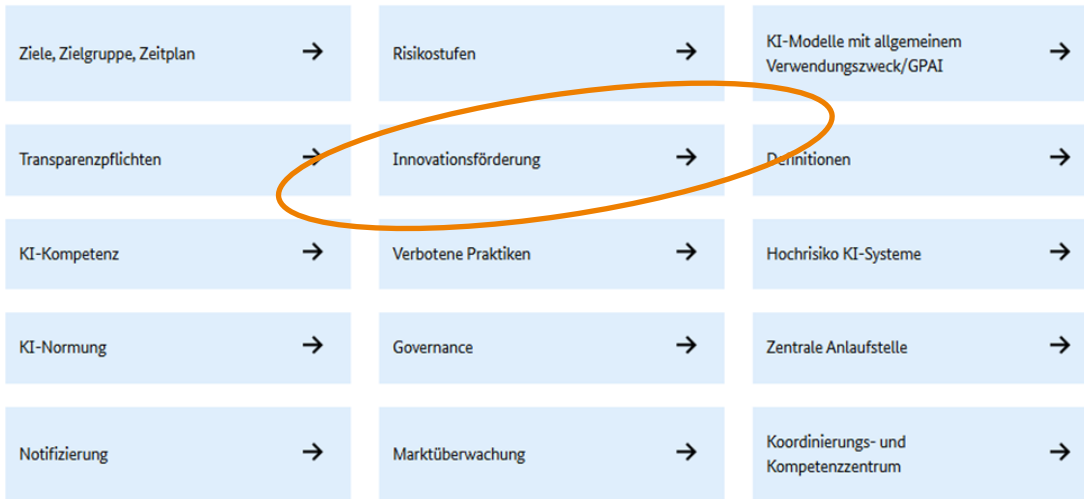 Ziele, Zielgruppe, Zeitplan
Risikostufen
KI-Modelle mit allgemeinem
Verwendungszweck/GPAI
Transparenzpflichten
Innovationsförderung
Definitionen
KI-Kompetenz
Verbotene Praktiken
Hochrisiko KI-Systeme
KI-Normung
Governance
Zentrale Anlaufstelle
Notifizierung
Marktüberwachung
Koordinierungs- und
Kompetenzzentrum